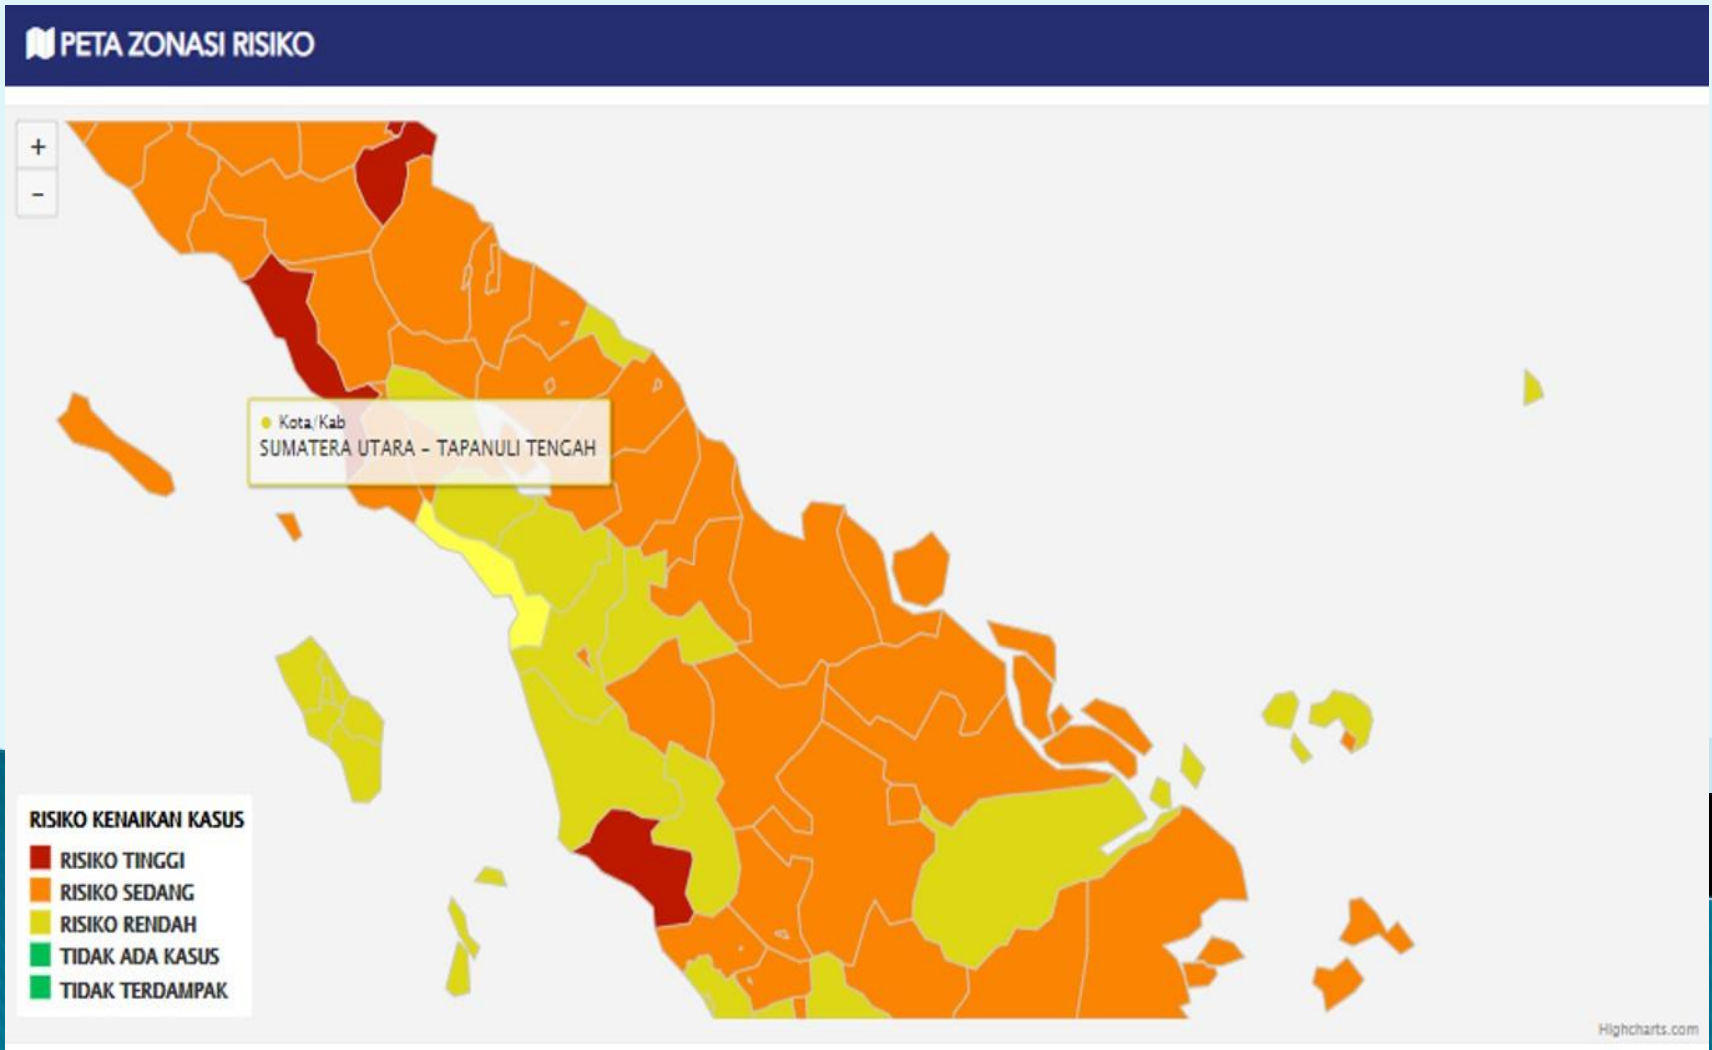 PETA ZONASI RISIKO
+
−
Kota/Kab
SUMATERA UTARA – TAPANULI TENGAH
RISIKO KENAIKAN KASUS
RISIKO TINGGI
RISIKO SEDANG
RISIKO RENDAH
TIDAK ADA KASUS
TIDAK TERDAMPAK
Highcharts.com